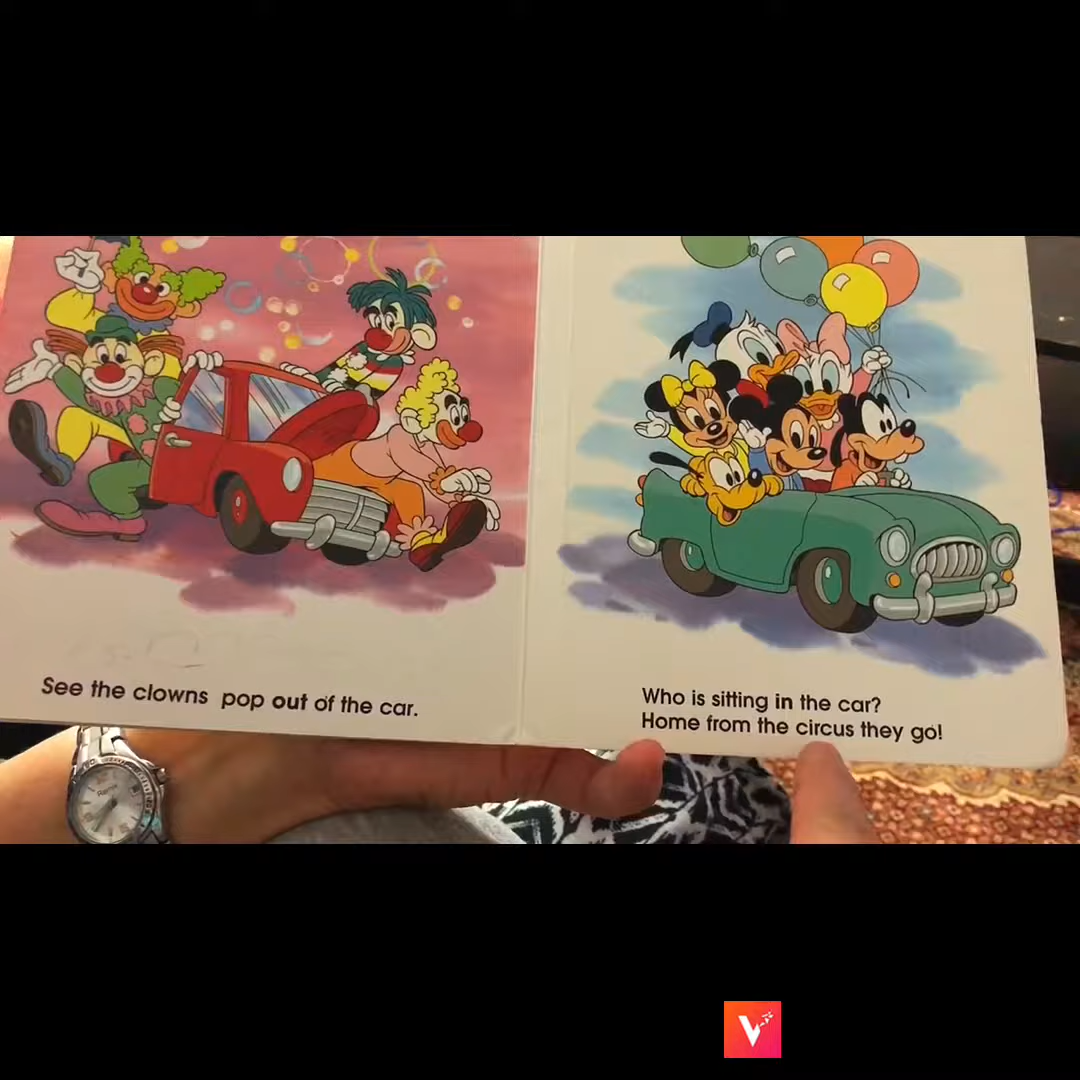 See the clowns pop out of the car.
Who is sitting in the car?
Home from the circus they go!